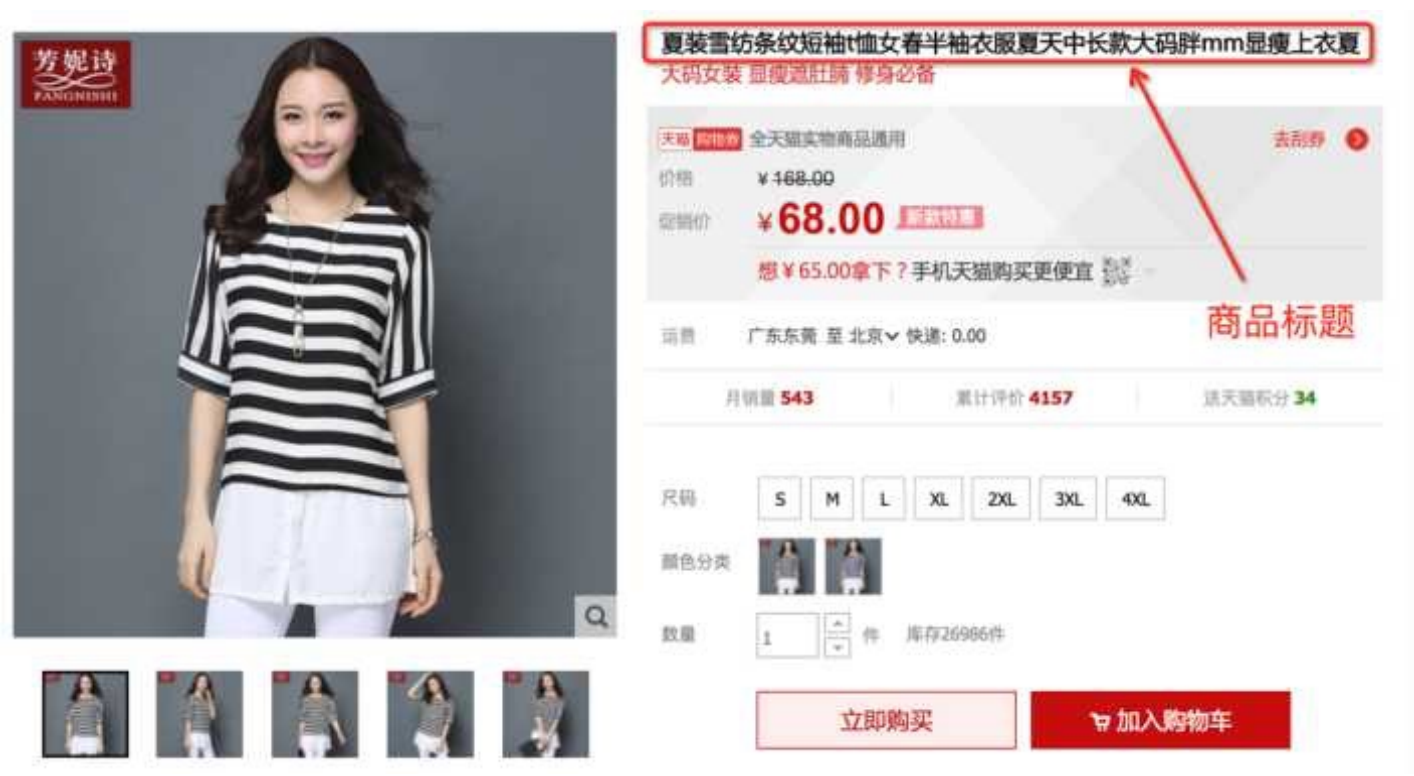 芳妮诗
FANGNISHI
夏装雪纺条纹短袖t恤女春半袖衣服夏天中长款大码胖mm显瘦上衣夏
大码女装 显瘦遮肚腩 修身必备
天猫 购物券 全天猫实物商品通用 去刮券
价格 ¥168.00
促销价 ¥68.00 新款特惠
想¥65.00拿下?手机天猫购买更便宜
商品标题
运费 广东东莞 至 北京 快递: 0.00
月销量 543 累计评价 4157 送天猫积分 34
尺码 S M L XL 2XL 3XL 4XL
颜色分类
数量 1 件 库存26986件
立即购买 加入购物车